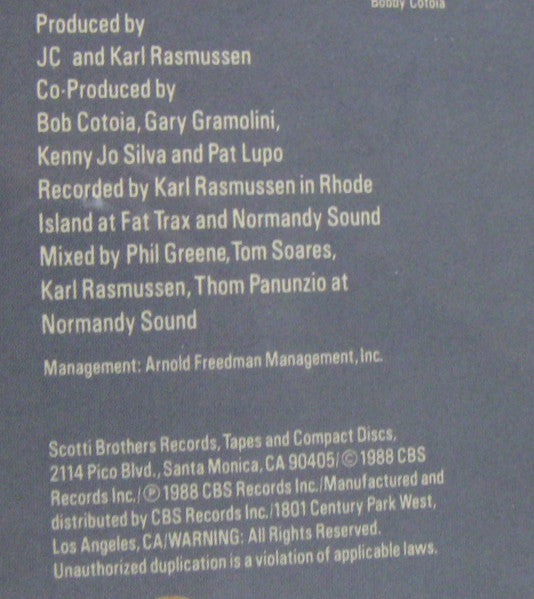 Bobby Cotoia
Produced by
JC and Karl Rasmussen
Co-Produced by
Bob Cotoia, Gary Gramolini,
Kenny Jo Silva and Pat Lupo
Recorded by Karl Rasmussen in Rhode
Island at Fat Trax and Normandy Sound
Mixed by Phil Greene, Tom Soares,
Karl Rasmussen, Thom Panunzio at
Normandy Sound
Management: Arnold Freedman Management, Inc.
Scotti Brothers Records, Tapes and Compact Discs,
2114 Pico Blvd., Santa Monica, CA 90405/© 1988 CBS
Records Inc./℗ 1988 CBS Records Inc./Manufactured and
distributed by CBS Records Inc./1801 Century Park West,
Los Angeles, CA/WARNING: All Rights Reserved.
Unauthorized duplication is a violation of applicable laws.